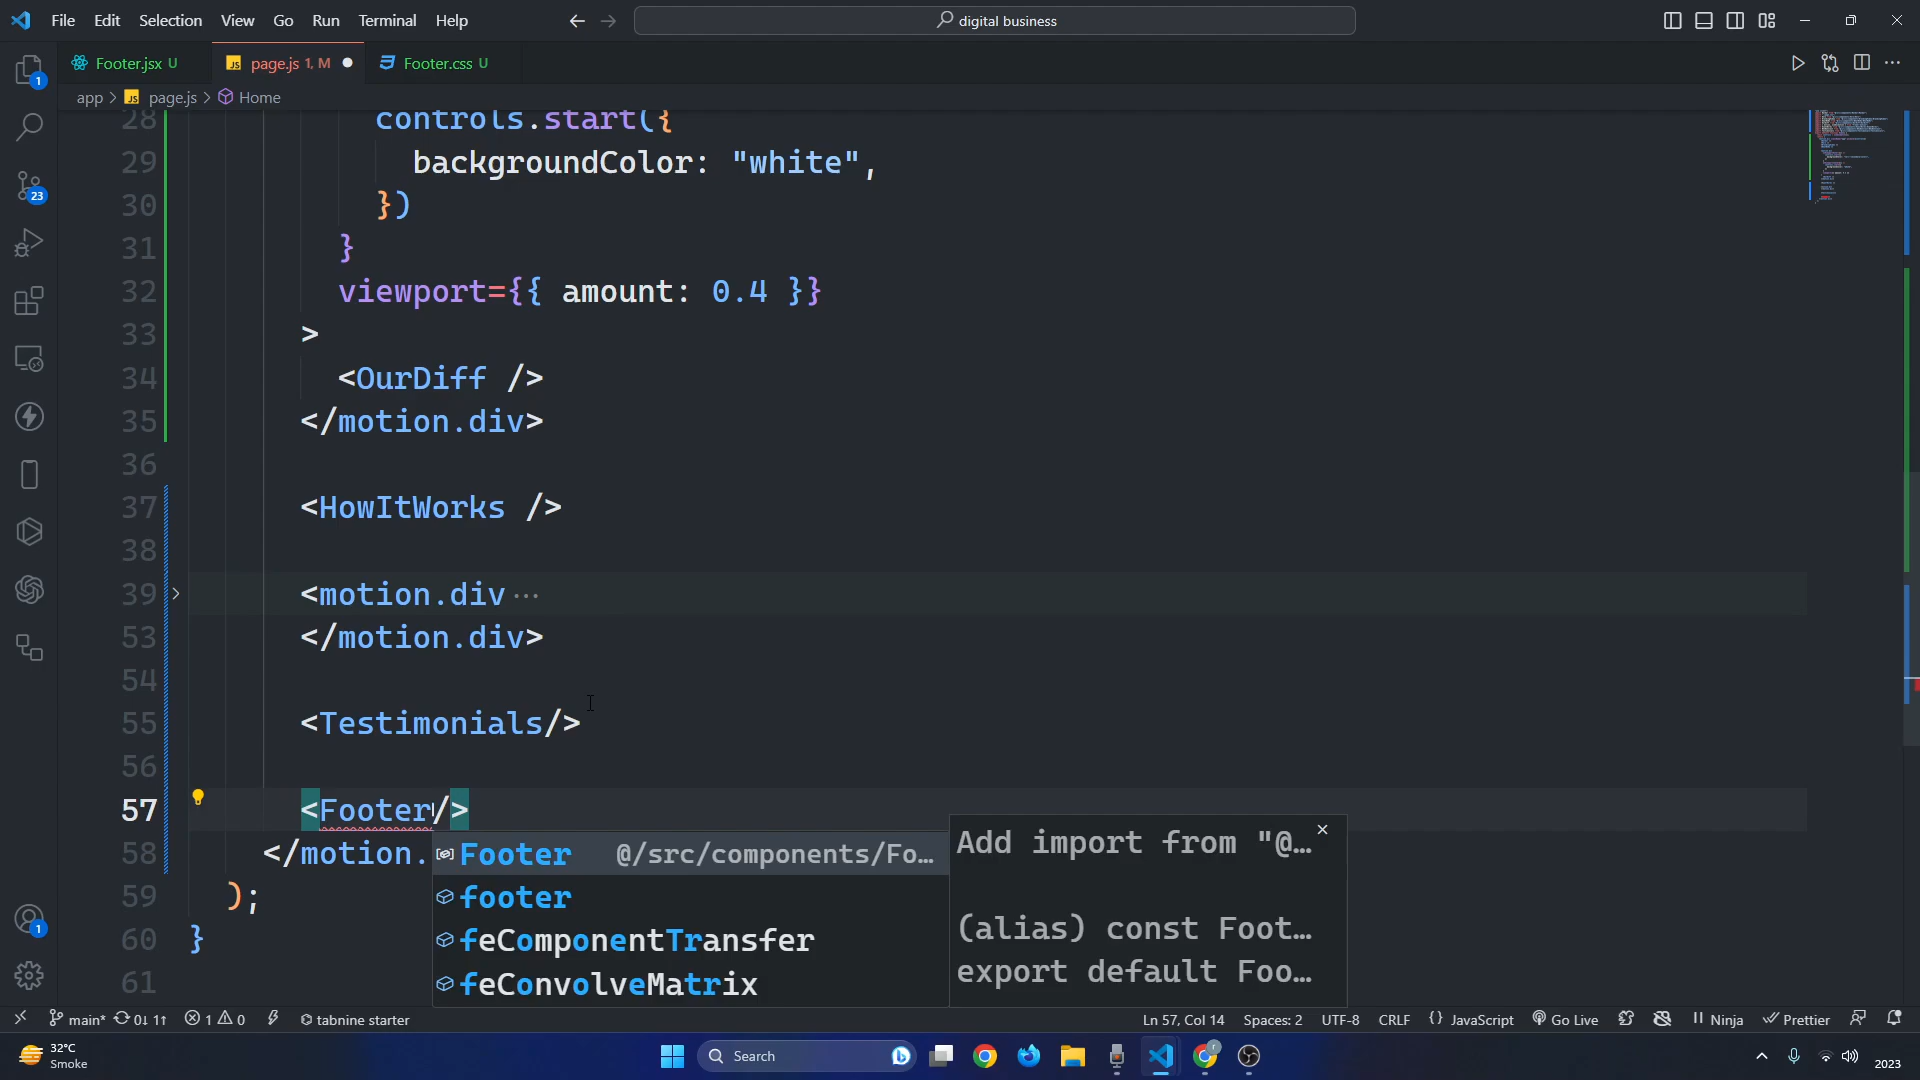 File Edit Selection View Go Run Terminal Help
digital business
Footer.jsx U
page.js 1, M
Footer.css U
app > page.js > Home
28 controls.start({
29 backgroundColor: "white",
30 })
31 }
32 viewport={{ amount: 0.4 }}
33 >
34 <OurDiff />
35 </motion.div>
36
37 <HowItWorks />
38
39 <motion.div ...
53 </motion.div>
54
55 <Testimonials/>
56
57 <Footer/>
58 </motion.
59 );
60 }
61
Footer @/src/components/Fo...
footer
feComponentTransfer
feConvolveMatrix
Add import from "@...
(alias) const Foot...
export default Foo...
1
23
1
main* 0↓ 1↑ 1 0 tabnine starter
Ln 57, Col 14 Spaces: 2 UTF-8 CRLF {} JavaScript Go Live Ninja Prettier
32°C
Smoke
Search
2023